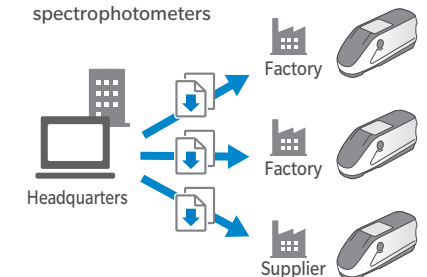 spectrophotometers
Factory
Factory
Headquarters
Supplier